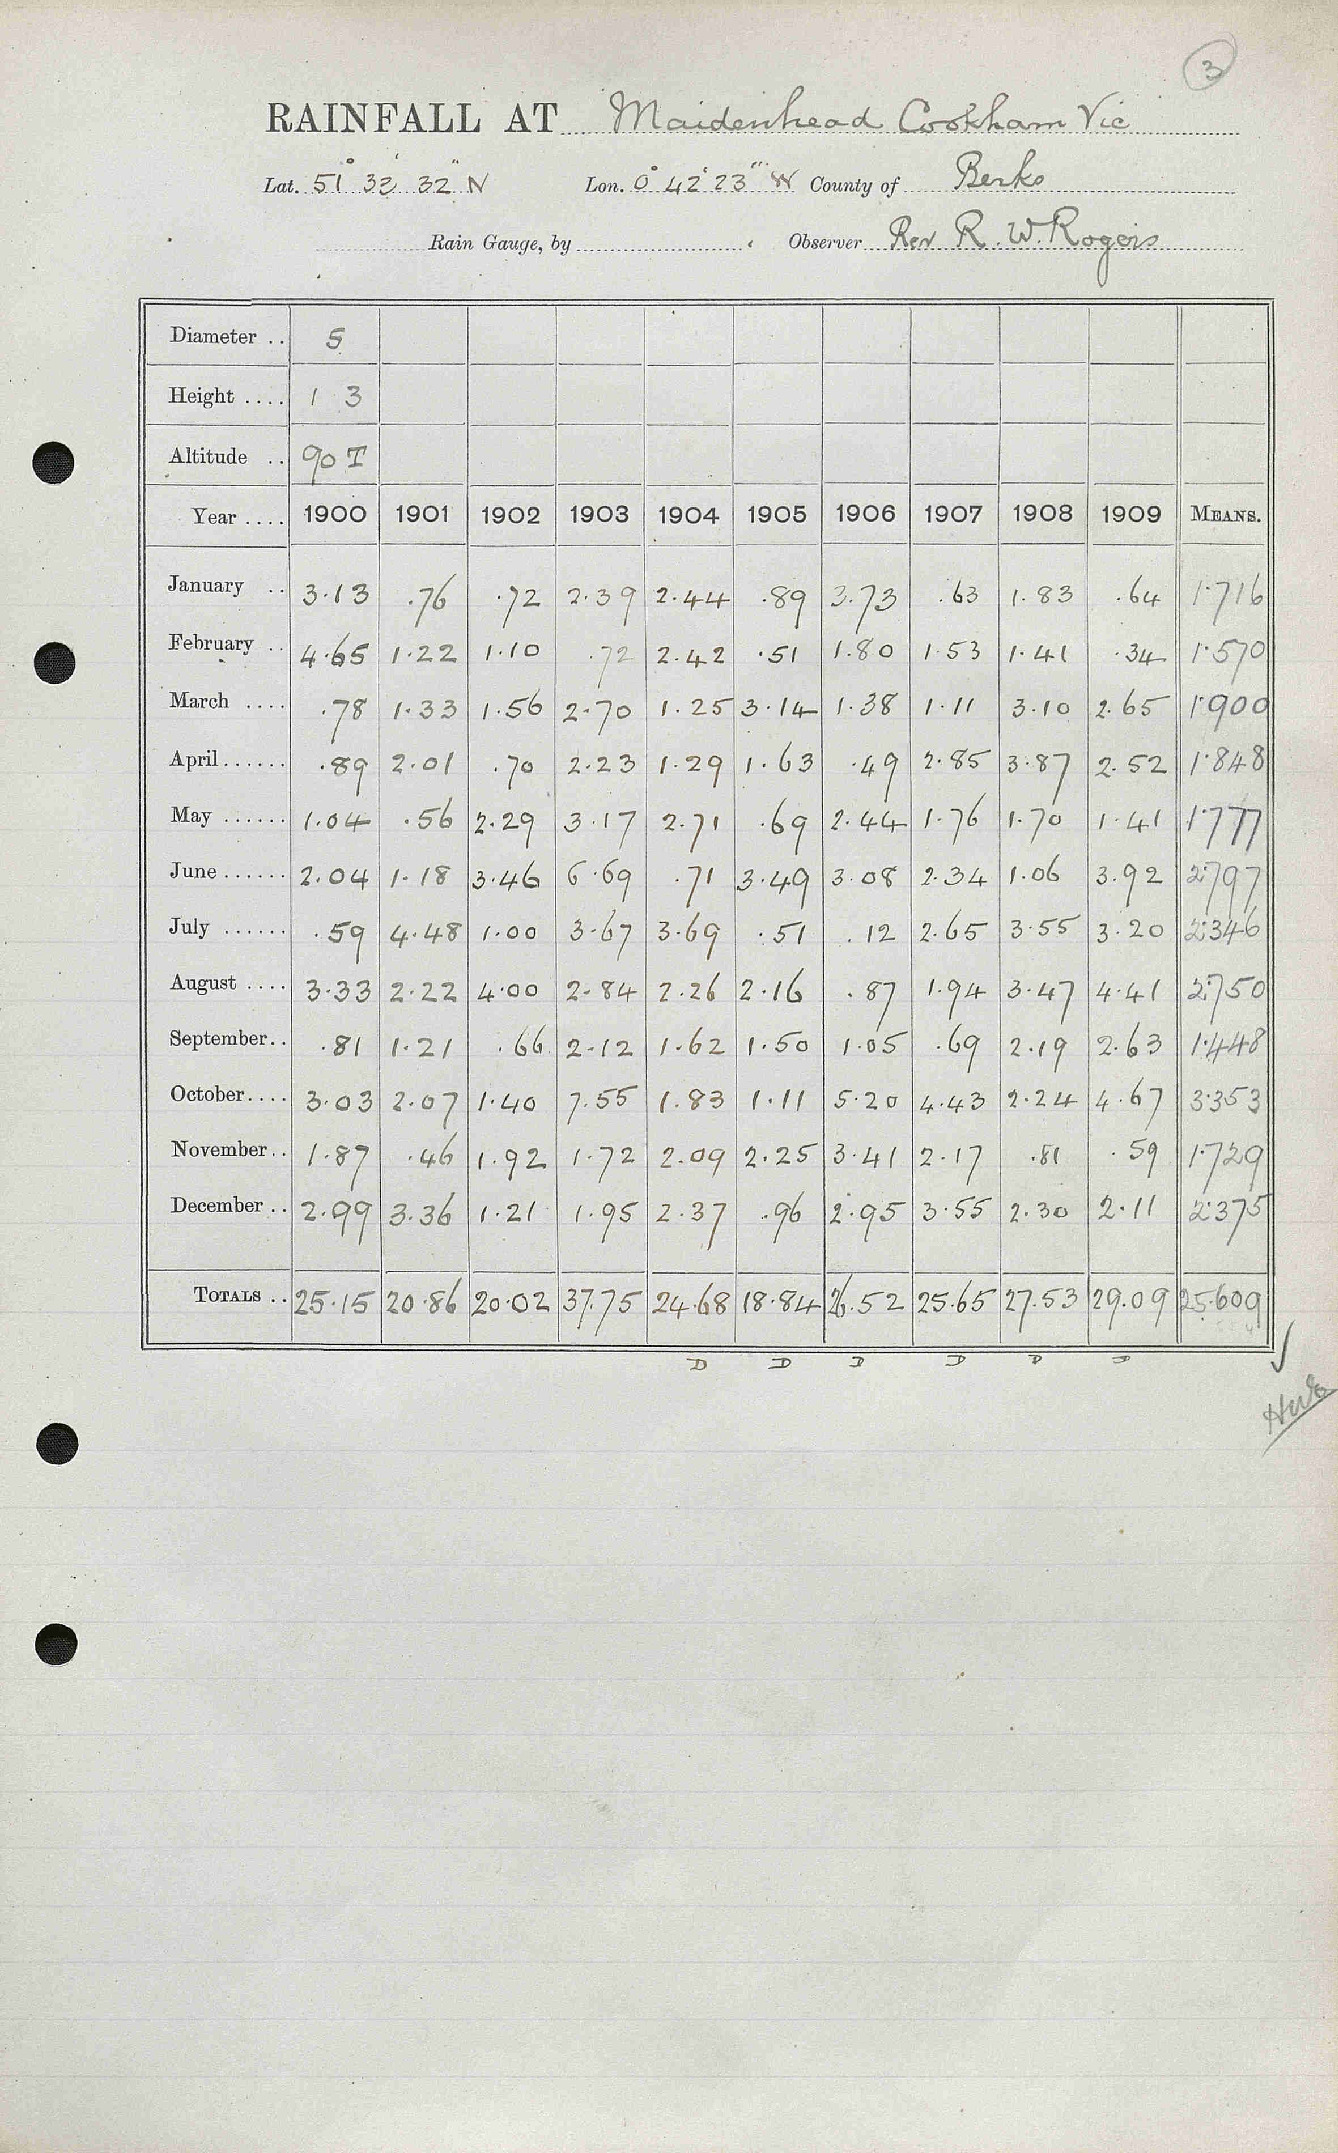 3
RAINFALL AT Maidenhead Cookham Vic
Lat. 51° 32' 32" N Lon. 0° 42' 23" W County of Berks
Rain Gauge, by Observer Rev R. W. Rogers
Diameter .. 5
Height .... 1 3
Altitude .. 90 T
Year .... 1900 1901 1902 1903 1904 1905 1906 1907 1908 1909 MEANS.
January .. 3.13 .76 .72 2.39 2.44 .89 3.73 .63 1.83 .64 1.716
February .. 4.65 1.22 1.10 .72 2.42 .51 1.80 1.53 1.41 .34 1.570
March .... .78 1.33 1.56 2.70 1.25 3.14 1.38 1.11 3.10 2.65 1.900
April...... .89 2.01 .70 2.23 1.29 1.63 .49 2.85 3.87 2.52 1.848
May ...... 1.04 .56 2.29 3.17 2.71 .69 2.44 1.76 1.70 1.41 1.777
June...... 2.04 1.18 3.46 6.69 .71 3.49 3.08 2.34 1.06 3.92 2.797
July ...... .59 4.48 1.00 3.67 3.69 .51 .12 2.65 3.55 3.20 2.346
August .... 3.33 2.22 4.00 2.84 2.26 2.16 .87 1.94 3.47 4.41 2.750
September.. .81 1.21 .66 2.12 1.62 1.50 1.05 .69 2.19 2.63 1.448
October.... 3.03 2.07 1.40 7.55 1.83 1.11 5.20 4.43 2.24 4.67 3.353
November.. 1.87 .46 1.92 1.72 2.09 2.25 3.41 2.17 .81 .59 1.729
December .. 2.99 3.36 1.21 1.95 2.37 .96 2.95 3.55 2.30 2.11 2.375
TOTALS .. 25.15 20.86 20.02 37.75 24.68 18.84 26.52 25.65 27.53 29.09 25.609
D D D D D D